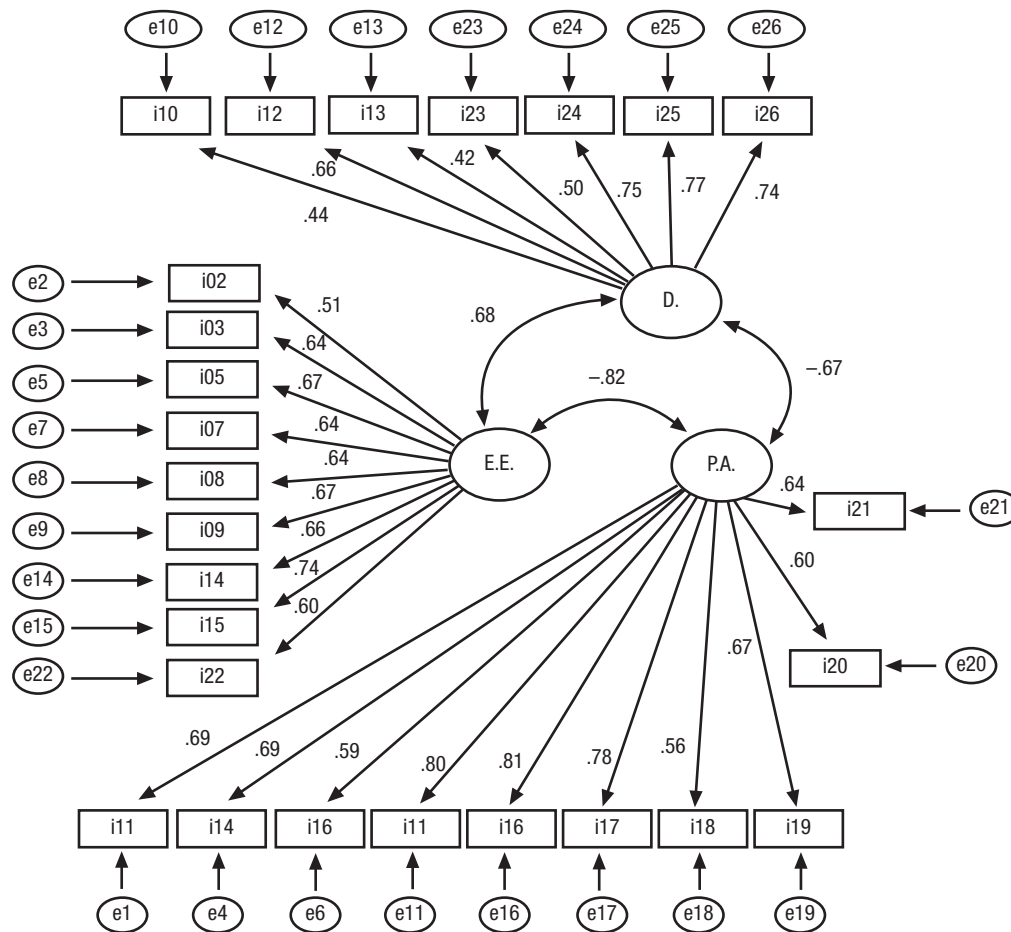 e10 e12 e13 e23 e24 e25 e26
i10 i12 i13 i23 i24 i25 i26
.44 .66 .42 .50 .75 .77 .74
D.
.68
–.82
–.67
e2 i02 .51
e3 i03 .64
e5 i05 .67
e7 i07 .64
e8 i08 .64
e9 i09 .67
e14 i14 .66
e15 i15 .74
e22 i22 .60
E.E.
P.A.
.64 i21 e21
.60 i20 e20
.69 .69 .59 .80 .81 .78 .56 .67
i11 i14 i16 i11 i16 i17 i18 i19
e1 e4 e6 e11 e16 e17 e18 e19